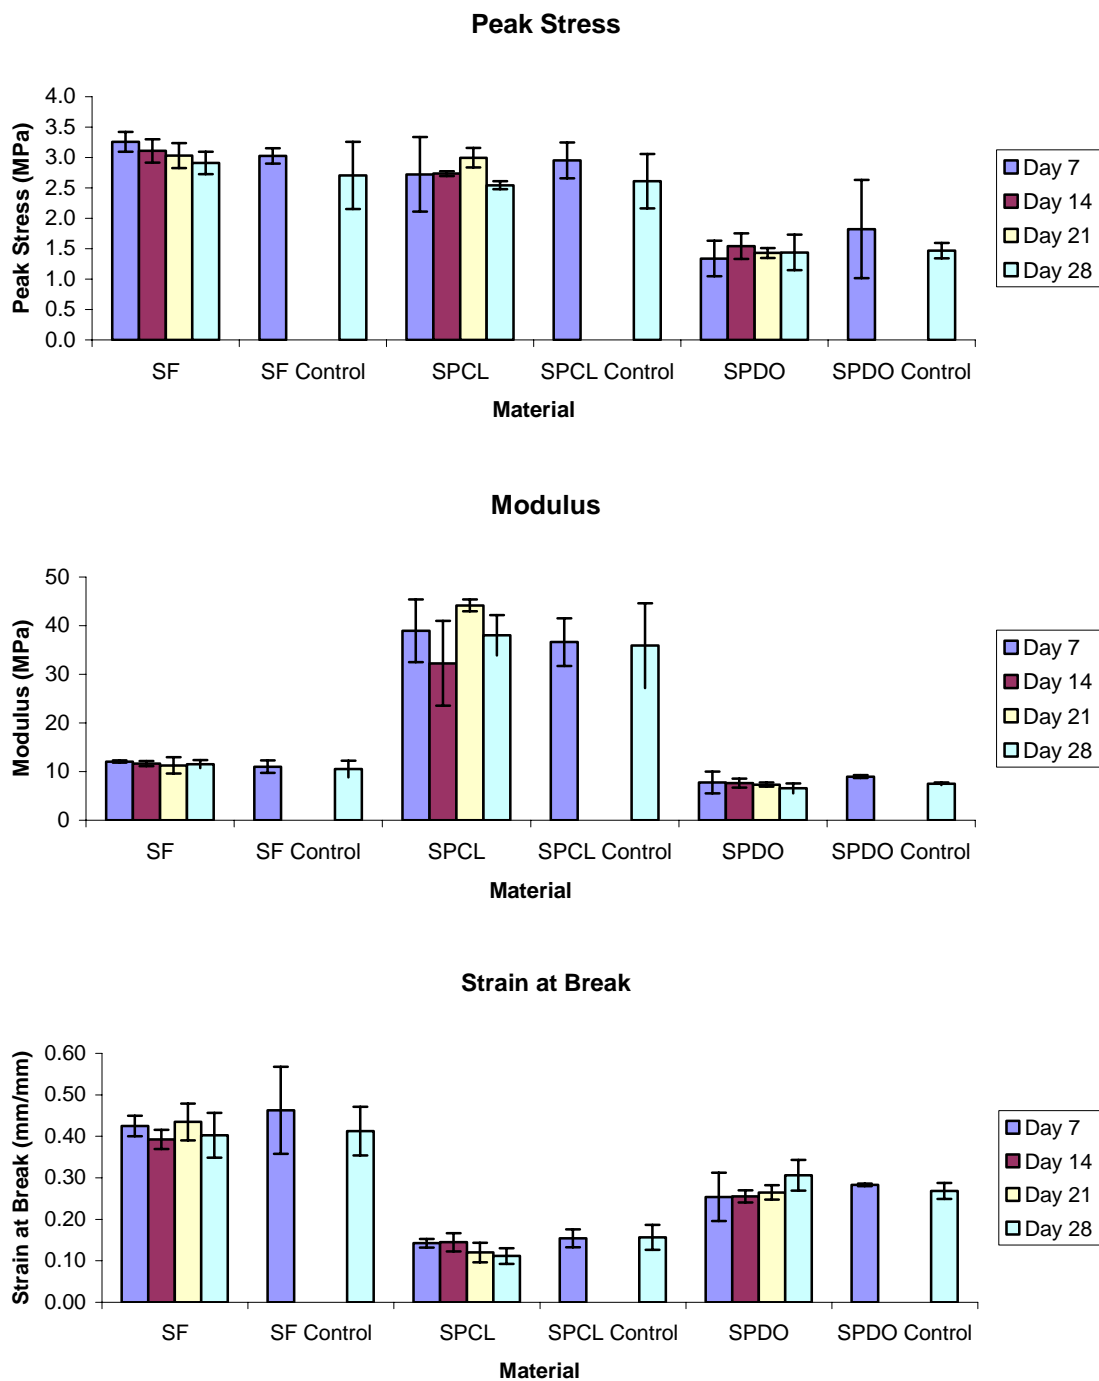 Peak Stress
Peak Stress (MPa)
4.0
3.5
3.0
2.5
2.0
1.5
1.0
0.5
0.0
SF SF Control SPCL SPCL Control SPDO SPDO Control
Material
Day 7
Day 14
Day 21
Day 28
Modulus
Modulus (MPa)
50
40
30
20
10
0
SF SF Control SPCL SPCL Control SPDO SPDO Control
Material
Day 7
Day 14
Day 21
Day 28
Strain at Break
Strain at Break (mm/mm)
0.60
0.50
0.40
0.30
0.20
0.10
0.00
SF SF Control SPCL SPCL Control SPDO SPDO Control
Material
Day 7
Day 14
Day 21
Day 28